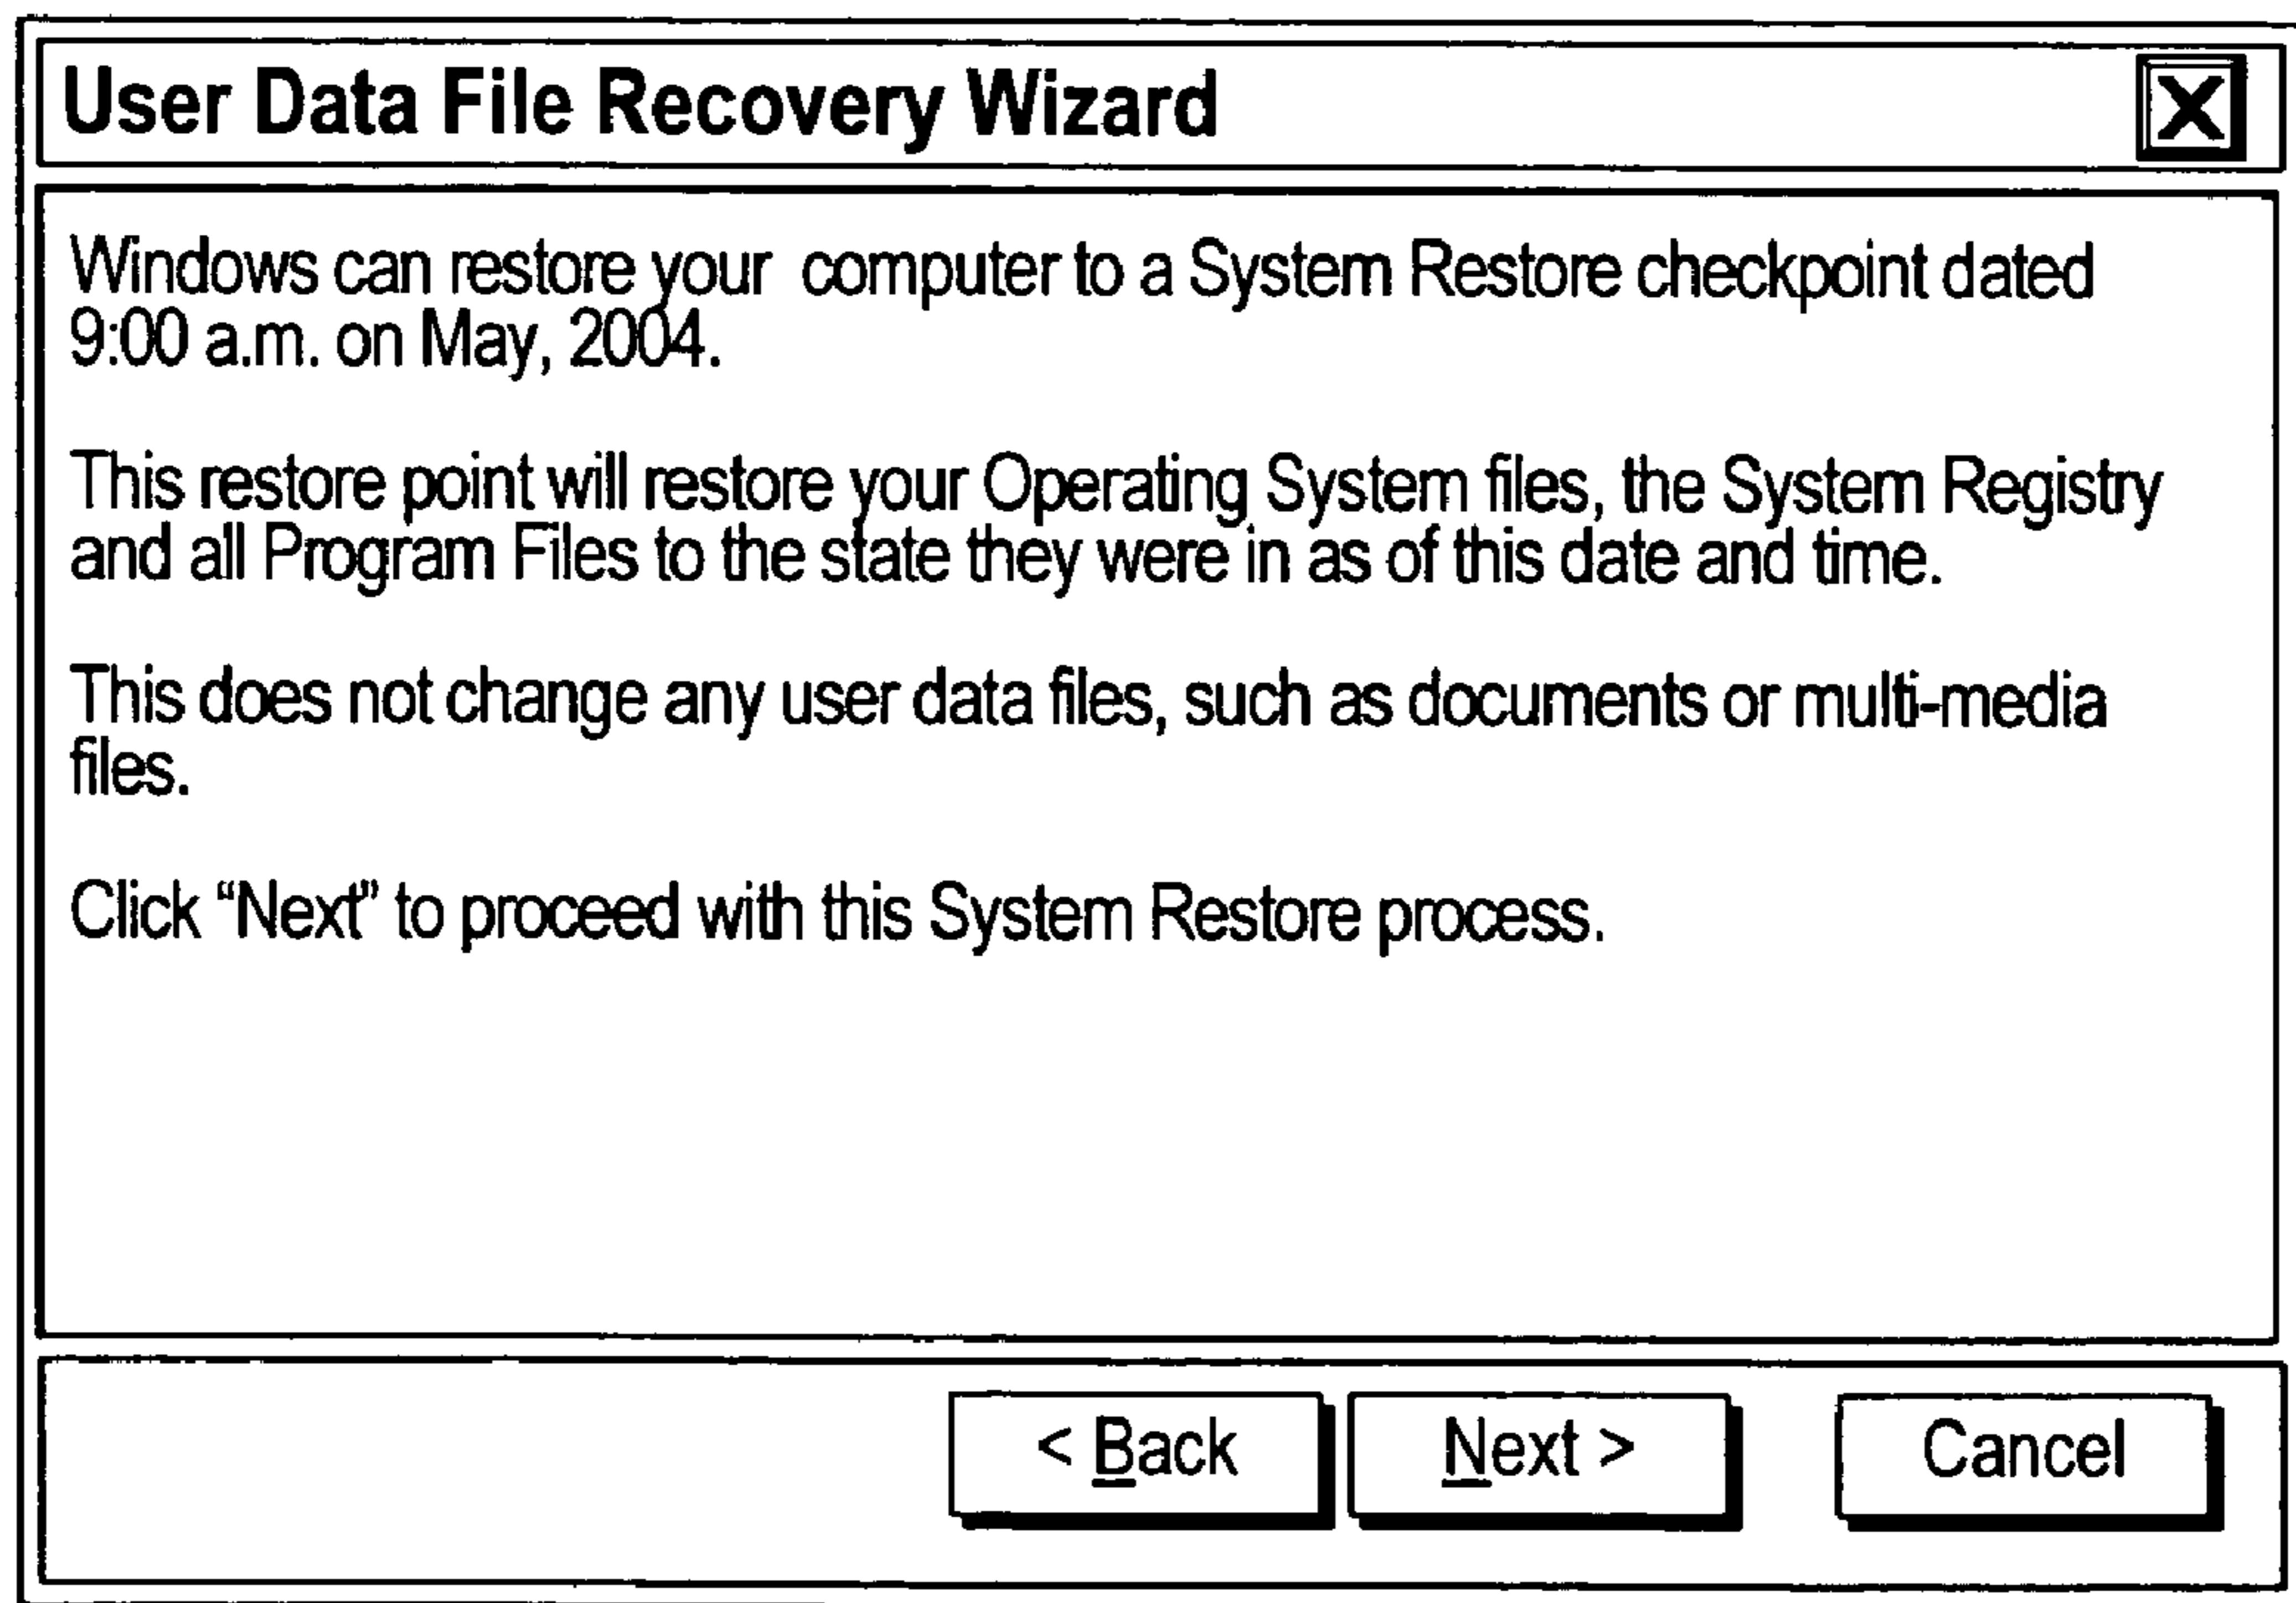 User Data File Recovery Wizard X
Windows can restore your computer to a System Restore checkpoint dated
9:00 a.m. on May, 2004.
This restore point will restore your Operating System files, the System Registry
and all Program Files to the state they were in as of this date and time.
This does not change any user data files, such as documents or multi-media
files.
Click “Next” to proceed with this System Restore process.
< Back Next > Cancel